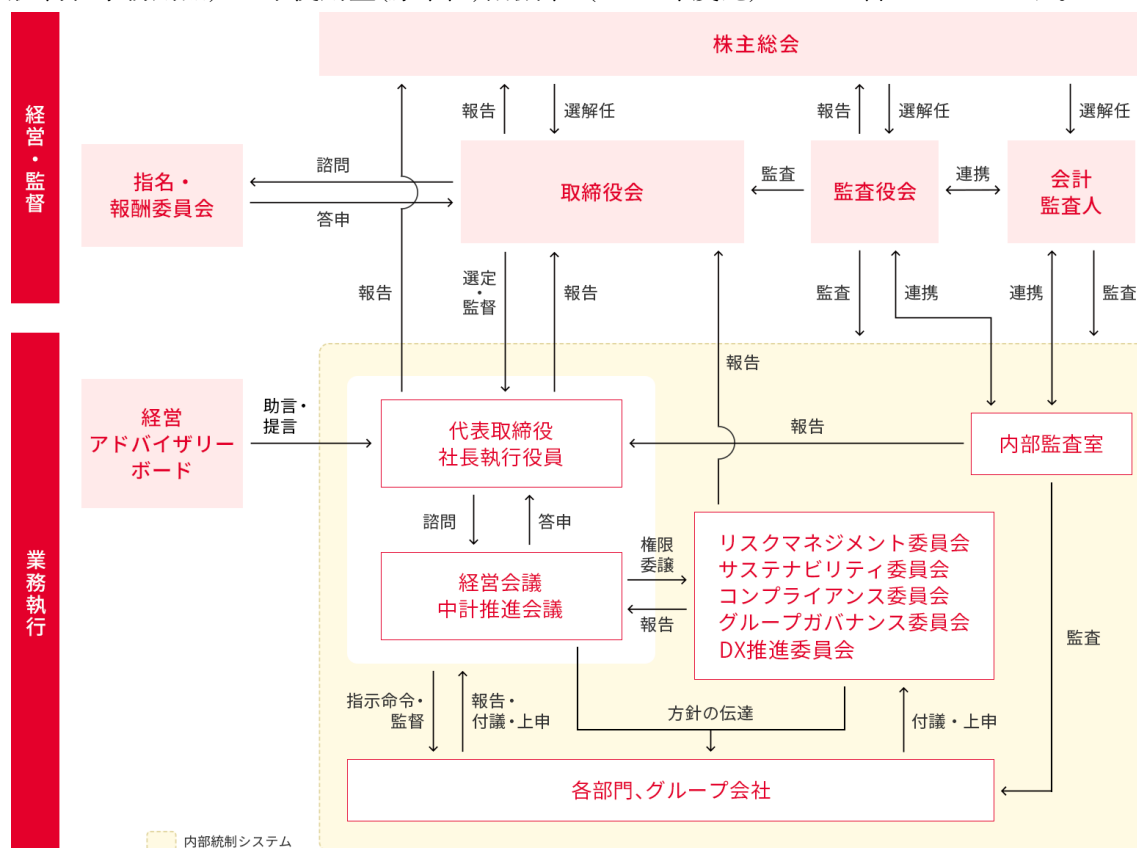 株主総会
経営・監督
報告
選解任
報告
選解任
選解任
指名・
報酬委員会
諮問
答申
取締役会
監査
監査役会
連携
会計
監査人
報告
選定・監督
報告
監査
連携
連携
監査
報告
業務執行
経営
アドバイザリー
ボード
助言・
提言
代表取締役
社長執行役員
報告
内部監査室
諮問
答申
経営会議
中計推進会議
権限
委譲
報告
リスクマネジメント委員会
サステナビリティ委員会
コンプライアンス委員会
グループガバナンス委員会
DX推進委員会
監査
指示命令・
監督
報告・
付議・上申
方針の伝達
付議・上申
各部門、グループ会社
内部統制システム